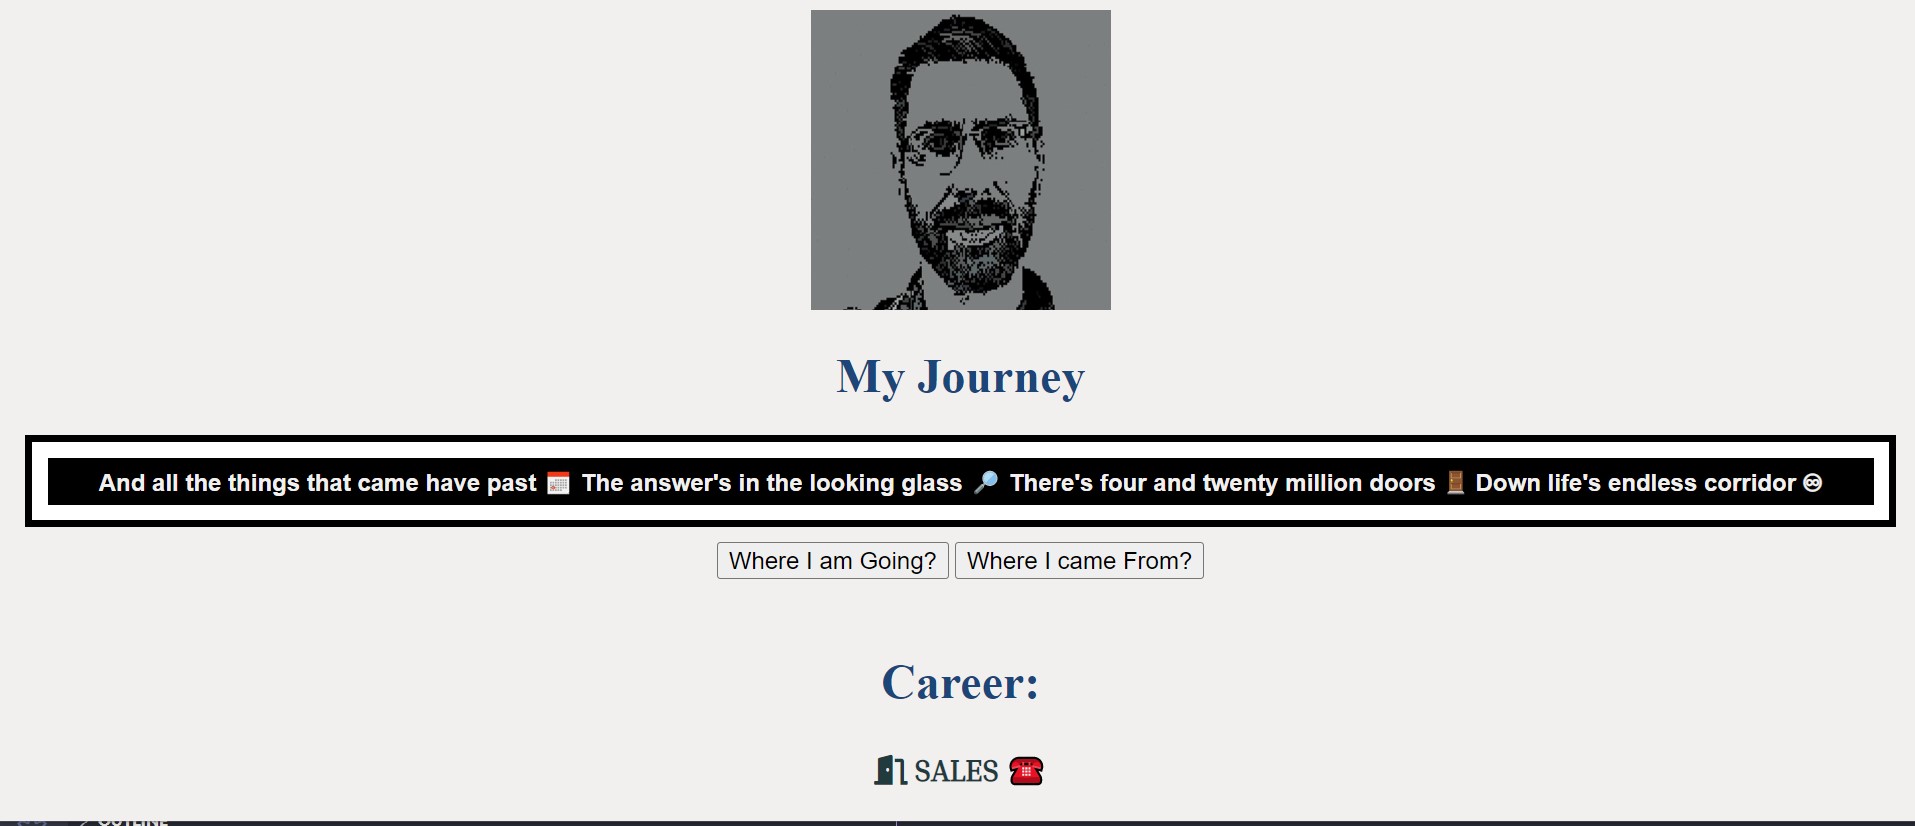 My Journey
And all the things that came have past 📅 The answer's in the looking glass 🔎 There's four and twenty million doors 🚪 Down life's endless corridor ♾
Where I am Going? Where I came From?
Career:
SALES ☎️
OUTLINE